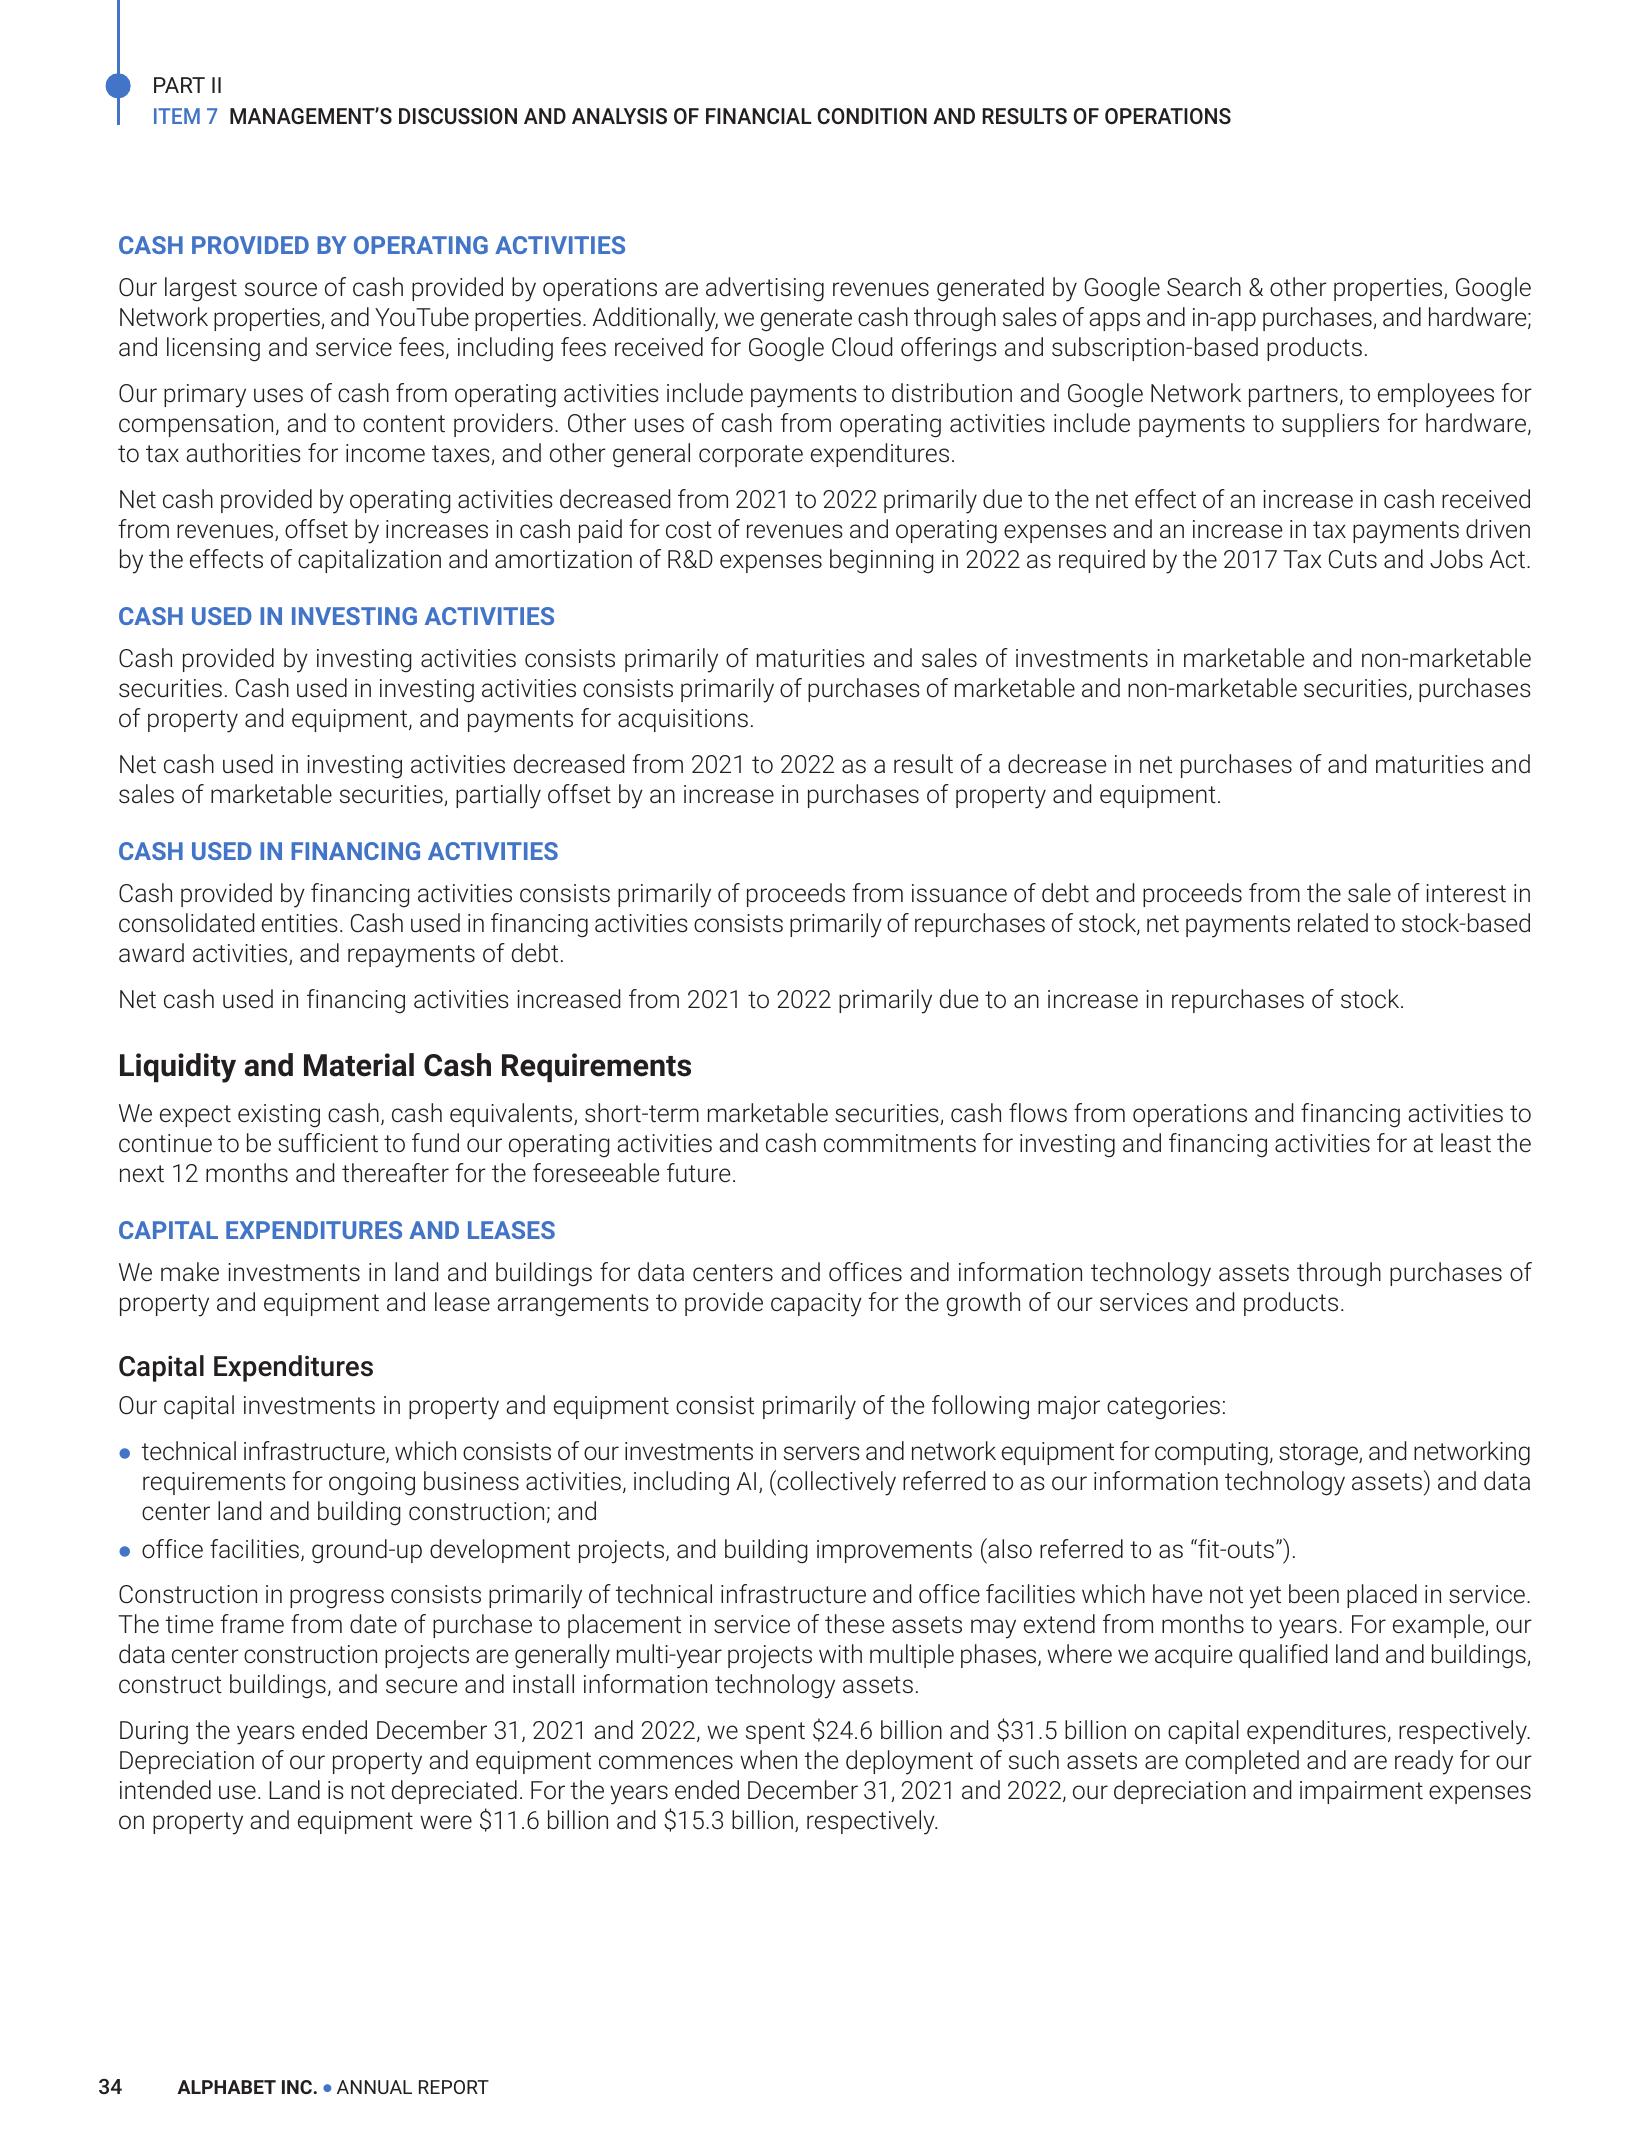 PART II
ITEM 7 MANAGEMENT’S DISCUSSION AND ANALYSIS OF FINANCIAL CONDITION AND RESULTS OF OPERATIONS
CASH PROVIDED BY OPERATING ACTIVITIES
Our largest source of cash provided by operations are advertising revenues generated by Google Search & other properties, Google
Network properties, and YouTube properties. Additionally, we generate cash through sales of apps and in-app purchases, and hardware;
and licensing and service fees, including fees received for Google Cloud offerings and subscription-based products.
Our primary uses of cash from operating activities include payments to distribution and Google Network partners, to employees for
compensation, and to content providers. Other uses of cash from operating activities include payments to suppliers for hardware,
to tax authorities for income taxes, and other general corporate expenditures.
Net cash provided by operating activities decreased from 2021 to 2022 primarily due to the net effect of an increase in cash received
from revenues, offset by increases in cash paid for cost of revenues and operating expenses and an increase in tax payments driven
by the effects of capitalization and amortization of R&D expenses beginning in 2022 as required by the 2017 Tax Cuts and Jobs Act.
CASH USED IN INVESTING ACTIVITIES
Cash provided by investing activities consists primarily of maturities and sales of investments in marketable and non-marketable
securities. Cash used in investing activities consists primarily of purchases of marketable and non-marketable securities, purchases
of property and equipment, and payments for acquisitions.
Net cash used in investing activities decreased from 2021 to 2022 as a result of a decrease in net purchases of and maturities and
sales of marketable securities, partially offset by an increase in purchases of property and equipment.
CASH USED IN FINANCING ACTIVITIES
Cash provided by financing activities consists primarily of proceeds from issuance of debt and proceeds from the sale of interest in
consolidated entities. Cash used in financing activities consists primarily of repurchases of stock, net payments related to stock-based
award activities, and repayments of debt.
Net cash used in financing activities increased from 2021 to 2022 primarily due to an increase in repurchases of stock.
Liquidity and Material Cash Requirements
We expect existing cash, cash equivalents, short-term marketable securities, cash flows from operations and financing activities to
continue to be sufficient to fund our operating activities and cash commitments for investing and financing activities for at least the
next 12 months and thereafter for the foreseeable future.
CAPITAL EXPENDITURES AND LEASES
We make investments in land and buildings for data centers and offices and information technology assets through purchases of
property and equipment and lease arrangements to provide capacity for the growth of our services and products.
Capital Expenditures
Our capital investments in property and equipment consist primarily of the following major categories:
● technical infrastructure, which consists of our investments in servers and network equipment for computing, storage, and networking
requirements for ongoing business activities, including AI, (collectively referred to as our information technology assets) and data
center land and building construction; and
● office facilities, ground-up development projects, and building improvements (also referred to as “fit-outs”).
Construction in progress consists primarily of technical infrastructure and office facilities which have not yet been placed in service.
The time frame from date of purchase to placement in service of these assets may extend from months to years. For example, our
data center construction projects are generally multi-year projects with multiple phases, where we acquire qualified land and buildings,
construct buildings, and secure and install information technology assets.
During the years ended December 31, 2021 and 2022, we spent $24.6 billion and $31.5 billion on capital expenditures, respectively.
Depreciation of our property and equipment commences when the deployment of such assets are completed and are ready for our
intended use. Land is not depreciated. For the years ended December 31, 2021 and 2022, our depreciation and impairment expenses
on property and equipment were $11.6 billion and $15.3 billion, respectively.
34 ALPHABET INC. ● ANNUAL REPORT